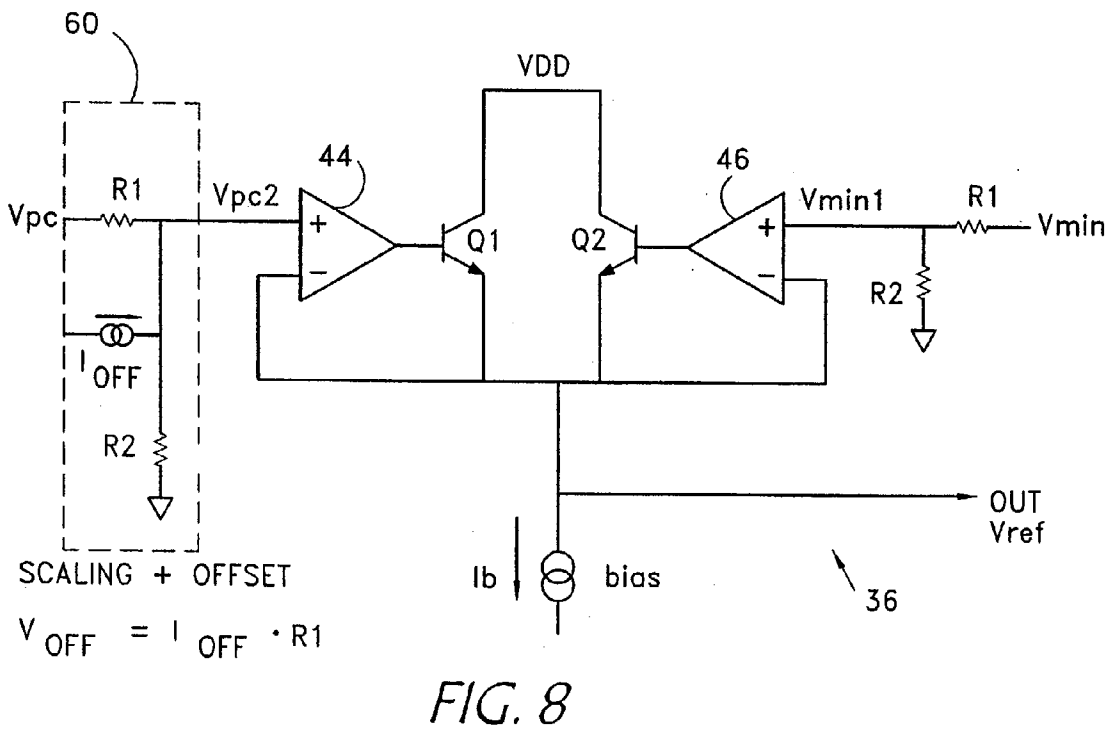 60
VDD
44
46
R1
Vpc2
Vmin1
R1
Vpc
+
Q1
Q2
+
Vmin
−
−
R2
I OFF
R2
OUT
Vref
SCALING + OFFSET
Ib
bias
36
V OFF = I OFF · R1
FIG. 8